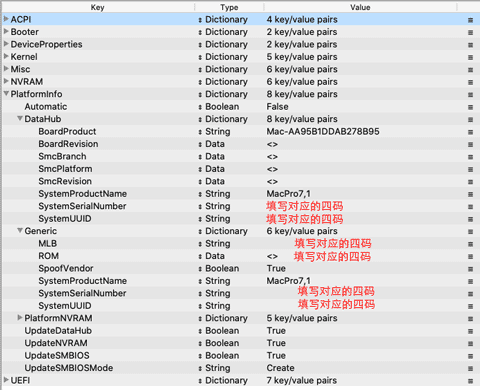 Key Type Value
ACPI Dictionary 4 key/value pairs
Booter Dictionary 2 key/value pairs
DeviceProperties Dictionary 2 key/value pairs
Kernel Dictionary 5 key/value pairs
Misc Dictionary 6 key/value pairs
NVRAM Dictionary 6 key/value pairs
PlatformInfo Dictionary 8 key/value pairs
Automatic Boolean False
DataHub Dictionary 8 key/value pairs
BoardProduct String Mac-AA95B1DDAB278B95
BoardRevision Data <>
SmcBranch Data <>
SmcPlatform Data <>
SmcRevision Data <>
SystemProductName String MacPro7,1
SystemSerialNumber String 填写对应的四码
SystemUUID String 填写对应的四码
Generic Dictionary 6 key/value pairs
MLB String 填写对应的四码
ROM Data <> 填写对应的四码
SpoofVendor Boolean True
SystemProductName String MacPro7,1
SystemSerialNumber String 填写对应的四码
SystemUUID String 填写对应的四码
PlatformNVRAM Dictionary 5 key/value pairs
UpdateDataHub Boolean True
UpdateNVRAM Boolean True
UpdateSMBIOS Boolean True
UpdateSMBIOSMode String Create
UEFI Dictionary 7 key/value pairs